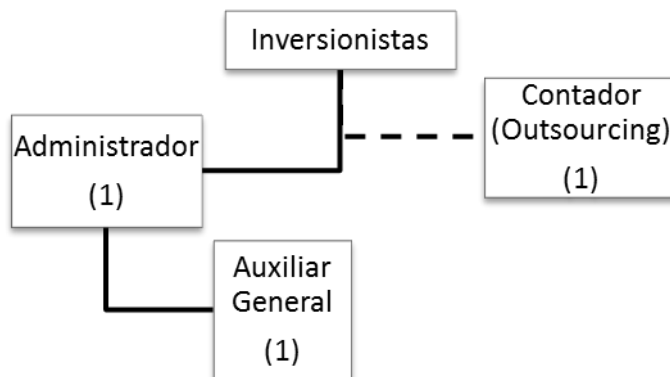 Inversionistas
Contador
(Outsourcing)
(1)
Administrador
(1)
Auxiliar
General
(1)